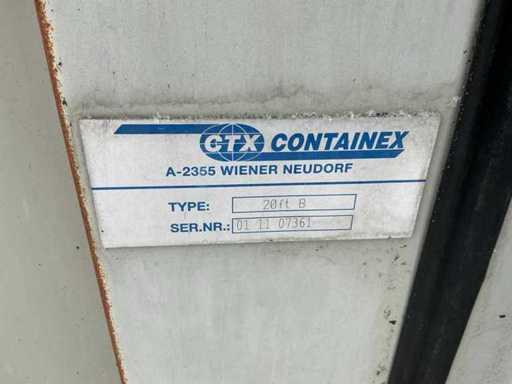 CTX CONTAINEX
A-2355 WIENER NEUDORF
TYPE: 20ft B
SER.NR.: 01 11 07361